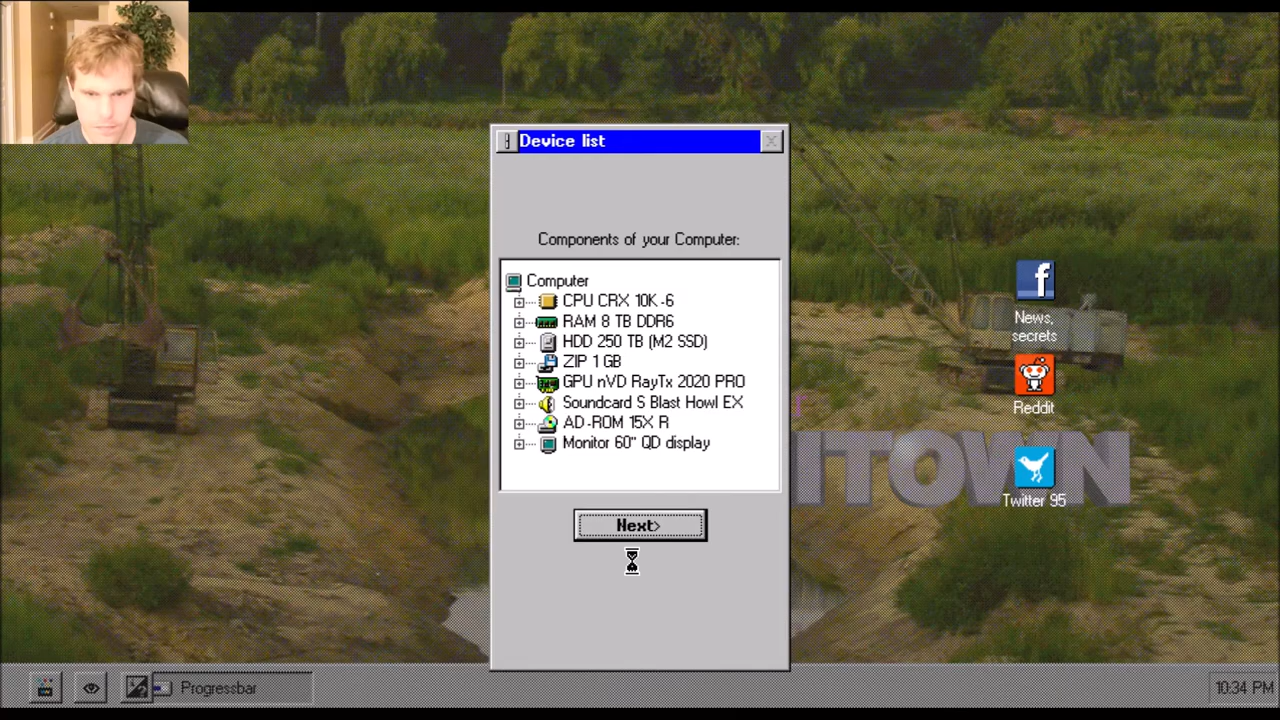 Device list
Components of your Computer:
Computer
CPU CRX 10K-6
RAM 8 TB DDR6
HDD 250 TB (M2 SSD)
ZIP 1 GB
GPU nVD RayTx 2020 PRO
Soundcard S Blast Howl EX
AD-ROM 15X R
Monitor 60" QD display
Next>
News,
secrets
Reddit
ITOWN
Twitter 95
Progressbar
10:34 PM